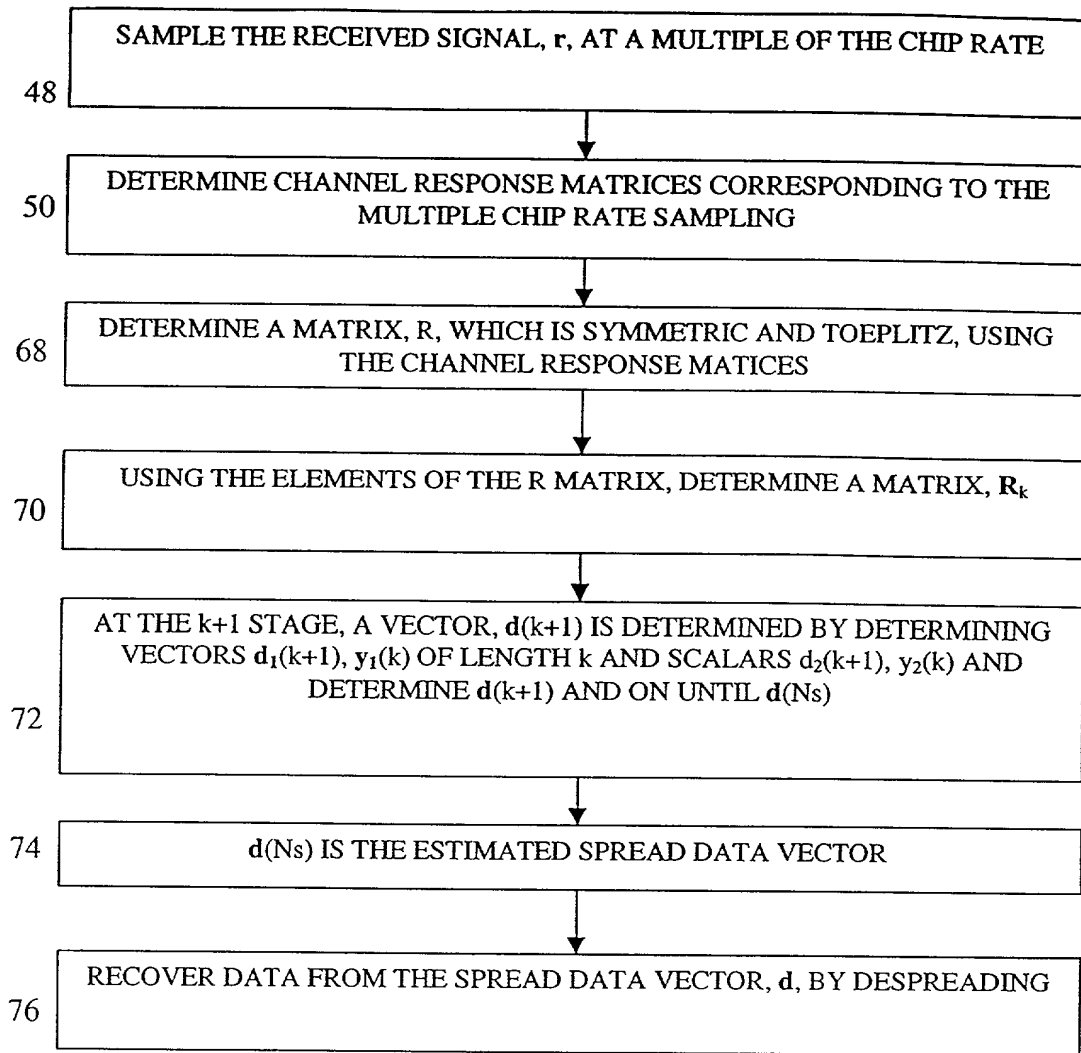 SAMPLE THE RECEIVED SIGNAL, r, AT A MULTIPLE OF THE CHIP RATE
48
DETERMINE CHANNEL RESPONSE MATRICES CORRESPONDING TO THE
MULTIPLE CHIP RATE SAMPLING
50
DETERMINE A MATRIX, R, WHICH IS SYMMETRIC AND TOEPLITZ, USING
THE CHANNEL RESPONSE MATICES
68
USING THE ELEMENTS OF THE R MATRIX, DETERMINE A MATRIX, Rk
70
AT THE k+1 STAGE, A VECTOR, d(k+1) IS DETERMINED BY DETERMINING
VECTORS d1(k+1), y1(k) OF LENGTH k AND SCALARS d2(k+1), y2(k) AND
DETERMINE d(k+1) AND ON UNTIL d(Ns)
72
d(Ns) IS THE ESTIMATED SPREAD DATA VECTOR
74
RECOVER DATA FROM THE SPREAD DATA VECTOR, d, BY DESPREADING
76